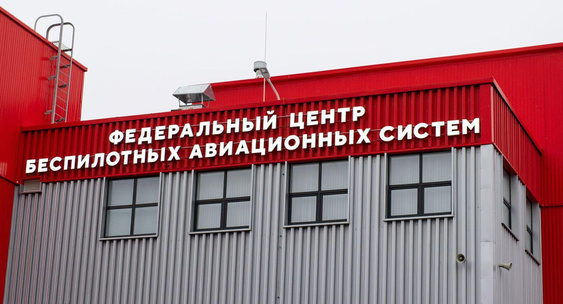 ФЕДЕРАЛЬНЫЙ ЦЕНТР
БЕСПИЛОТНЫХ АВИАЦИОННЫХ СИСТЕМ